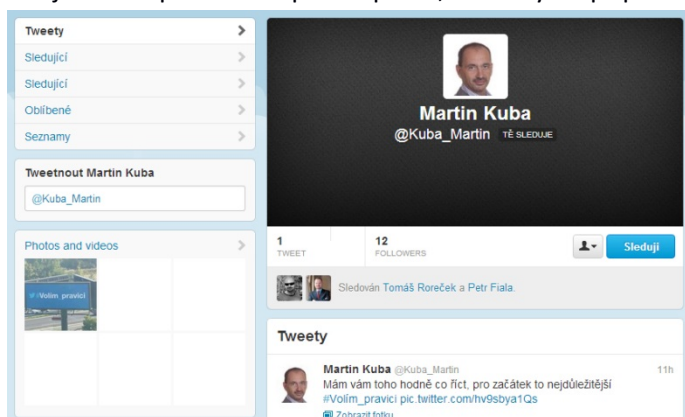 Tweety
Sledující
Sledující
Oblíbené
Seznamy
Tweetnout Martin Kuba
@Kuba_Martin
Photos and videos
#Volím_pravici
Martin Kuba
@Kuba_Martin TĚ SLEDUJE
1
TWEET
12
FOLLOWERS
Sleduji
Sledován Tomáš Roreček a Petr Fiala.
Tweety
Martin Kuba @Kuba_Martin 11h
Mám vám toho hodně co říct, pro začátek to nejdůležitější
#Volím_pravici pic.twitter.com/hv9sbya1Qs
Zobrazit fotku